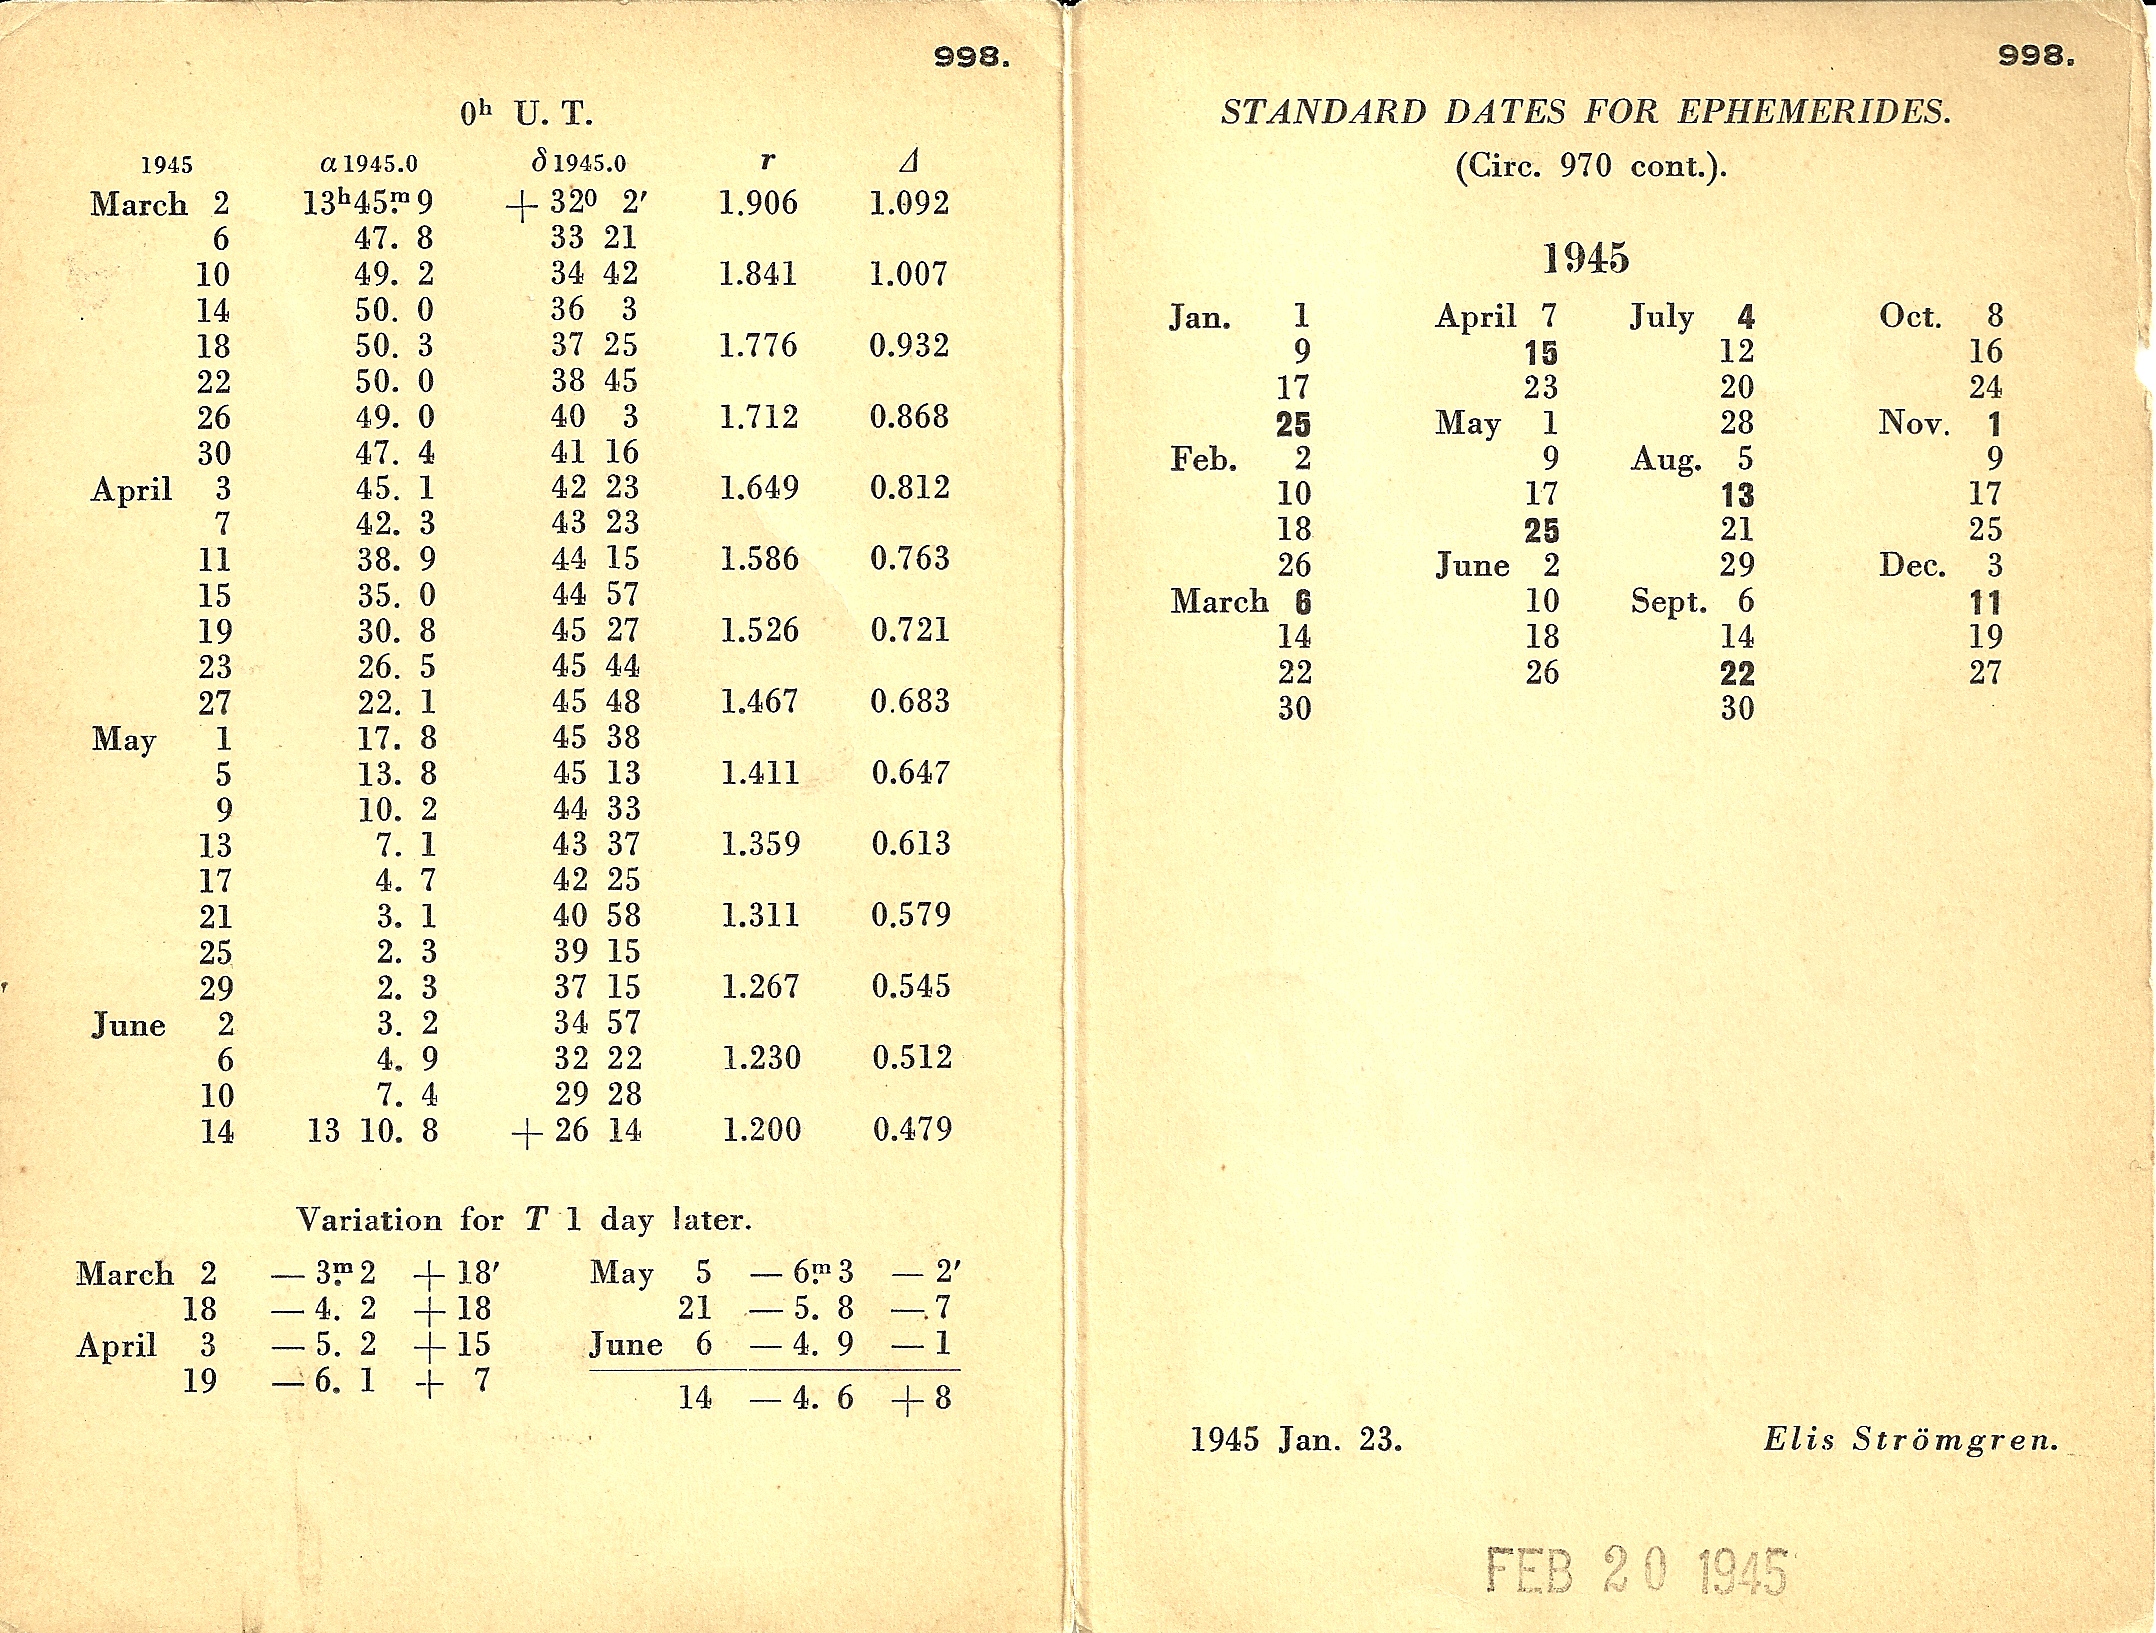 998.
0ʰ U. T.
1945 α 1945.0 δ 1945.0 r Δ
March 2 13ʰ45ᵐ.9 + 32⁰ 2′ 1.906 1.092
6 47. 8 33 21
10 49. 2 34 42 1.841 1.007
14 50. 0 36 3
18 50. 3 37 25 1.776 0.932
22 50. 0 38 45
26 49. 0 40 3 1.712 0.868
30 47. 4 41 16
April 3 45. 1 42 23 1.649 0.812
7 42. 3 43 23
11 38. 9 44 15 1.586 0.763
15 35. 0 44 57
19 30. 8 45 27 1.526 0.721
23 26. 5 45 44
27 22. 1 45 48 1.467 0.683
May 1 17. 8 45 38
5 13. 8 45 13 1.411 0.647
9 10. 2 44 33
13 7. 1 43 37 1.359 0.613
17 4. 7 42 25
21 3. 1 40 58 1.311 0.579
25 2. 3 39 15
29 2. 3 37 15 1.267 0.545
June 2 3. 2 34 57
6 4. 9 32 22 1.230 0.512
10 7. 4 29 28
14 13 10. 8 + 26 14 1.200 0.479
Variation for T 1 day later.
March 2 — 3ᵐ.2 + 18′ May 5 — 6ᵐ.3 — 2′
18 — 4. 2 + 18 21 — 5. 8 — 7
April 3 — 5. 2 + 15 June 6 — 4. 9 — 1
19 — 6. 1 + 7
14 — 4. 6 + 8
998.
STANDARD DATES FOR EPHEMERIDES.
(Circ. 970 cont.).
1945
Jan. 1 April 7 July 4 Oct. 8
9 15 12 16
17 23 20 24
25 May 1 28 Nov. 1
Feb. 2 9 Aug. 5 9
10 17 13 17
18 25 21 25
26 June 2 29 Dec. 3
March 6 10 Sept. 6 11
14 18 14 19
22 26 22 27
30 30
1945 Jan. 23. Elis Strömgren.
FEB 20 1945